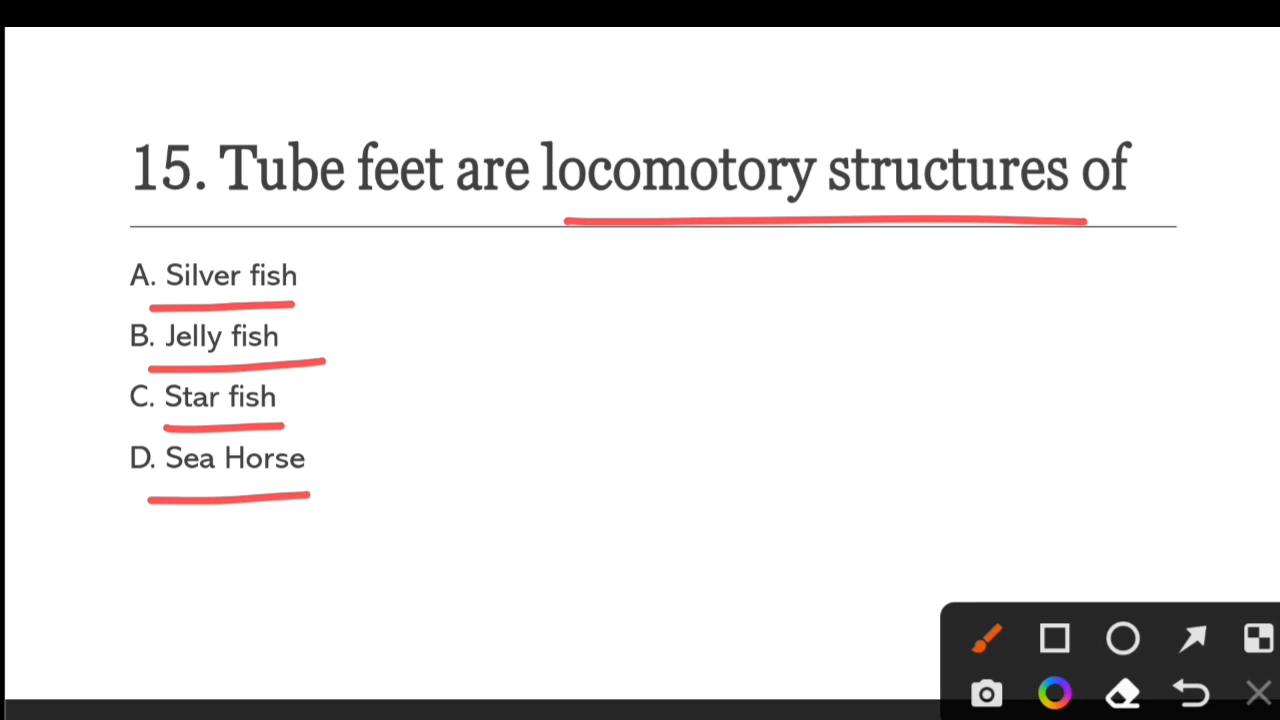 15. Tube feet are locomotory structures of
A. Silver fish
B. Jelly fish
C. Star fish
D. Sea Horse